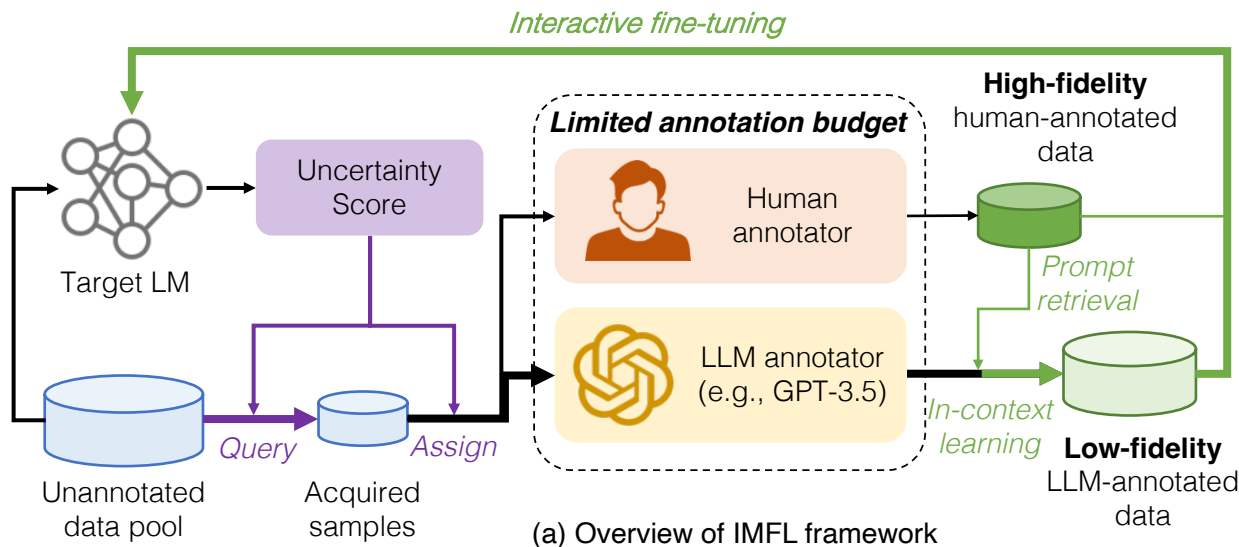 Interactive fine-tuning
High-fidelity
human-annotated
data
Limited annotation budget
Uncertainty
Score
Human
annotator
Target LM
Prompt
retrieval
LLM annotator
(e.g., GPT-3.5)
Query
Assign
In-context
learning
Low-fidelity
LLM-annotated
data
Unannotated
data pool
Acquired
samples
(a) Overview of IMFL framework